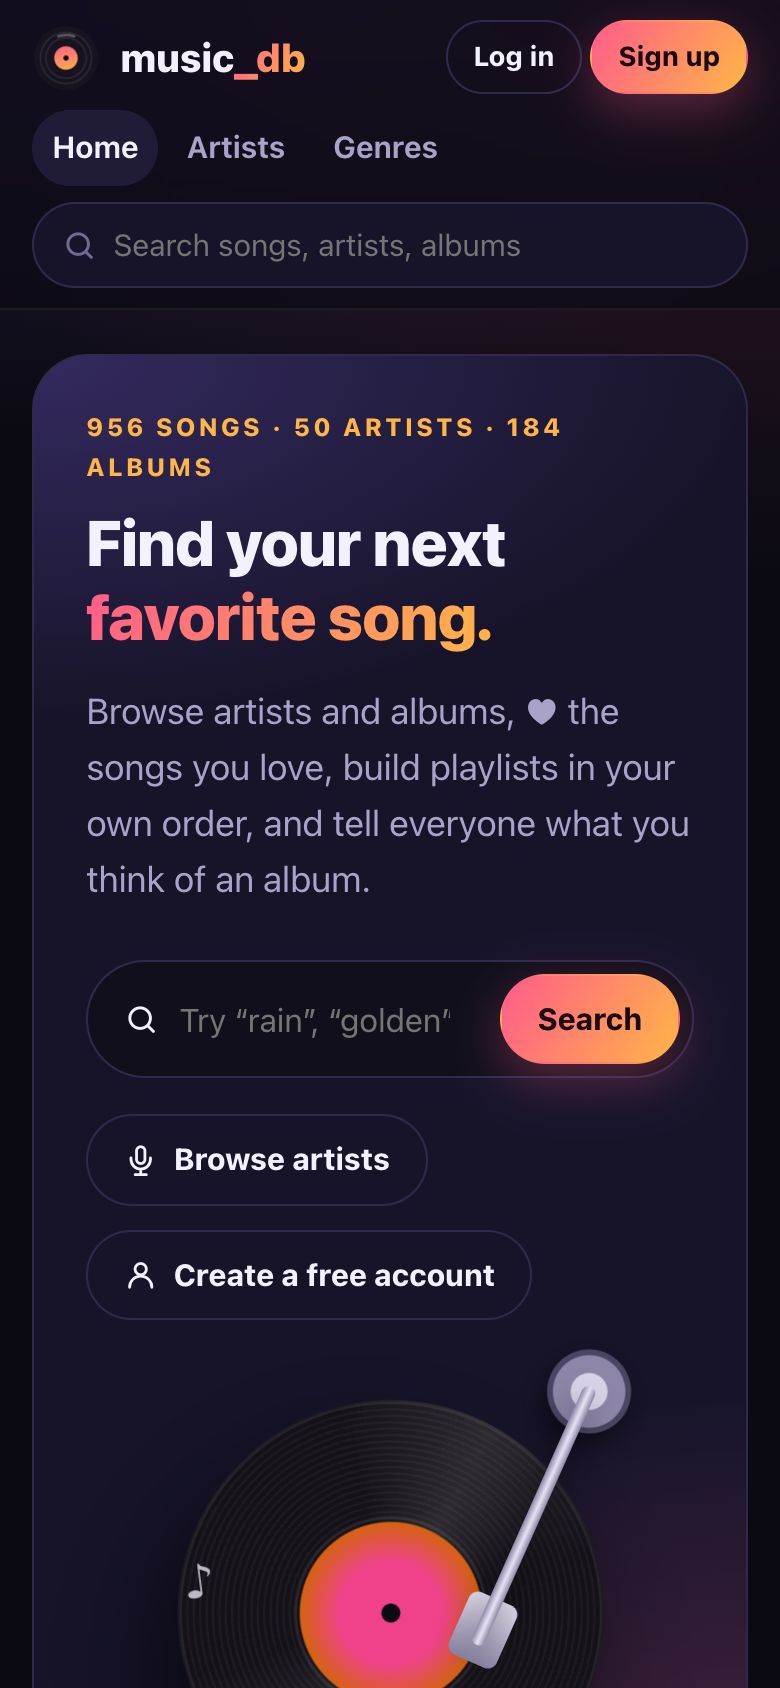 music_db
Log in
Sign up
Home
Artists
Genres
Search songs, artists, albums
956 SONGS · 50 ARTISTS · 184
ALBUMS
Find your next
favorite song.
Browse artists and albums, ♥ the
songs you love, build playlists in your
own order, and tell everyone what you
think of an album.
Try “rain”, “golden”
Search
Browse artists
Create a free account